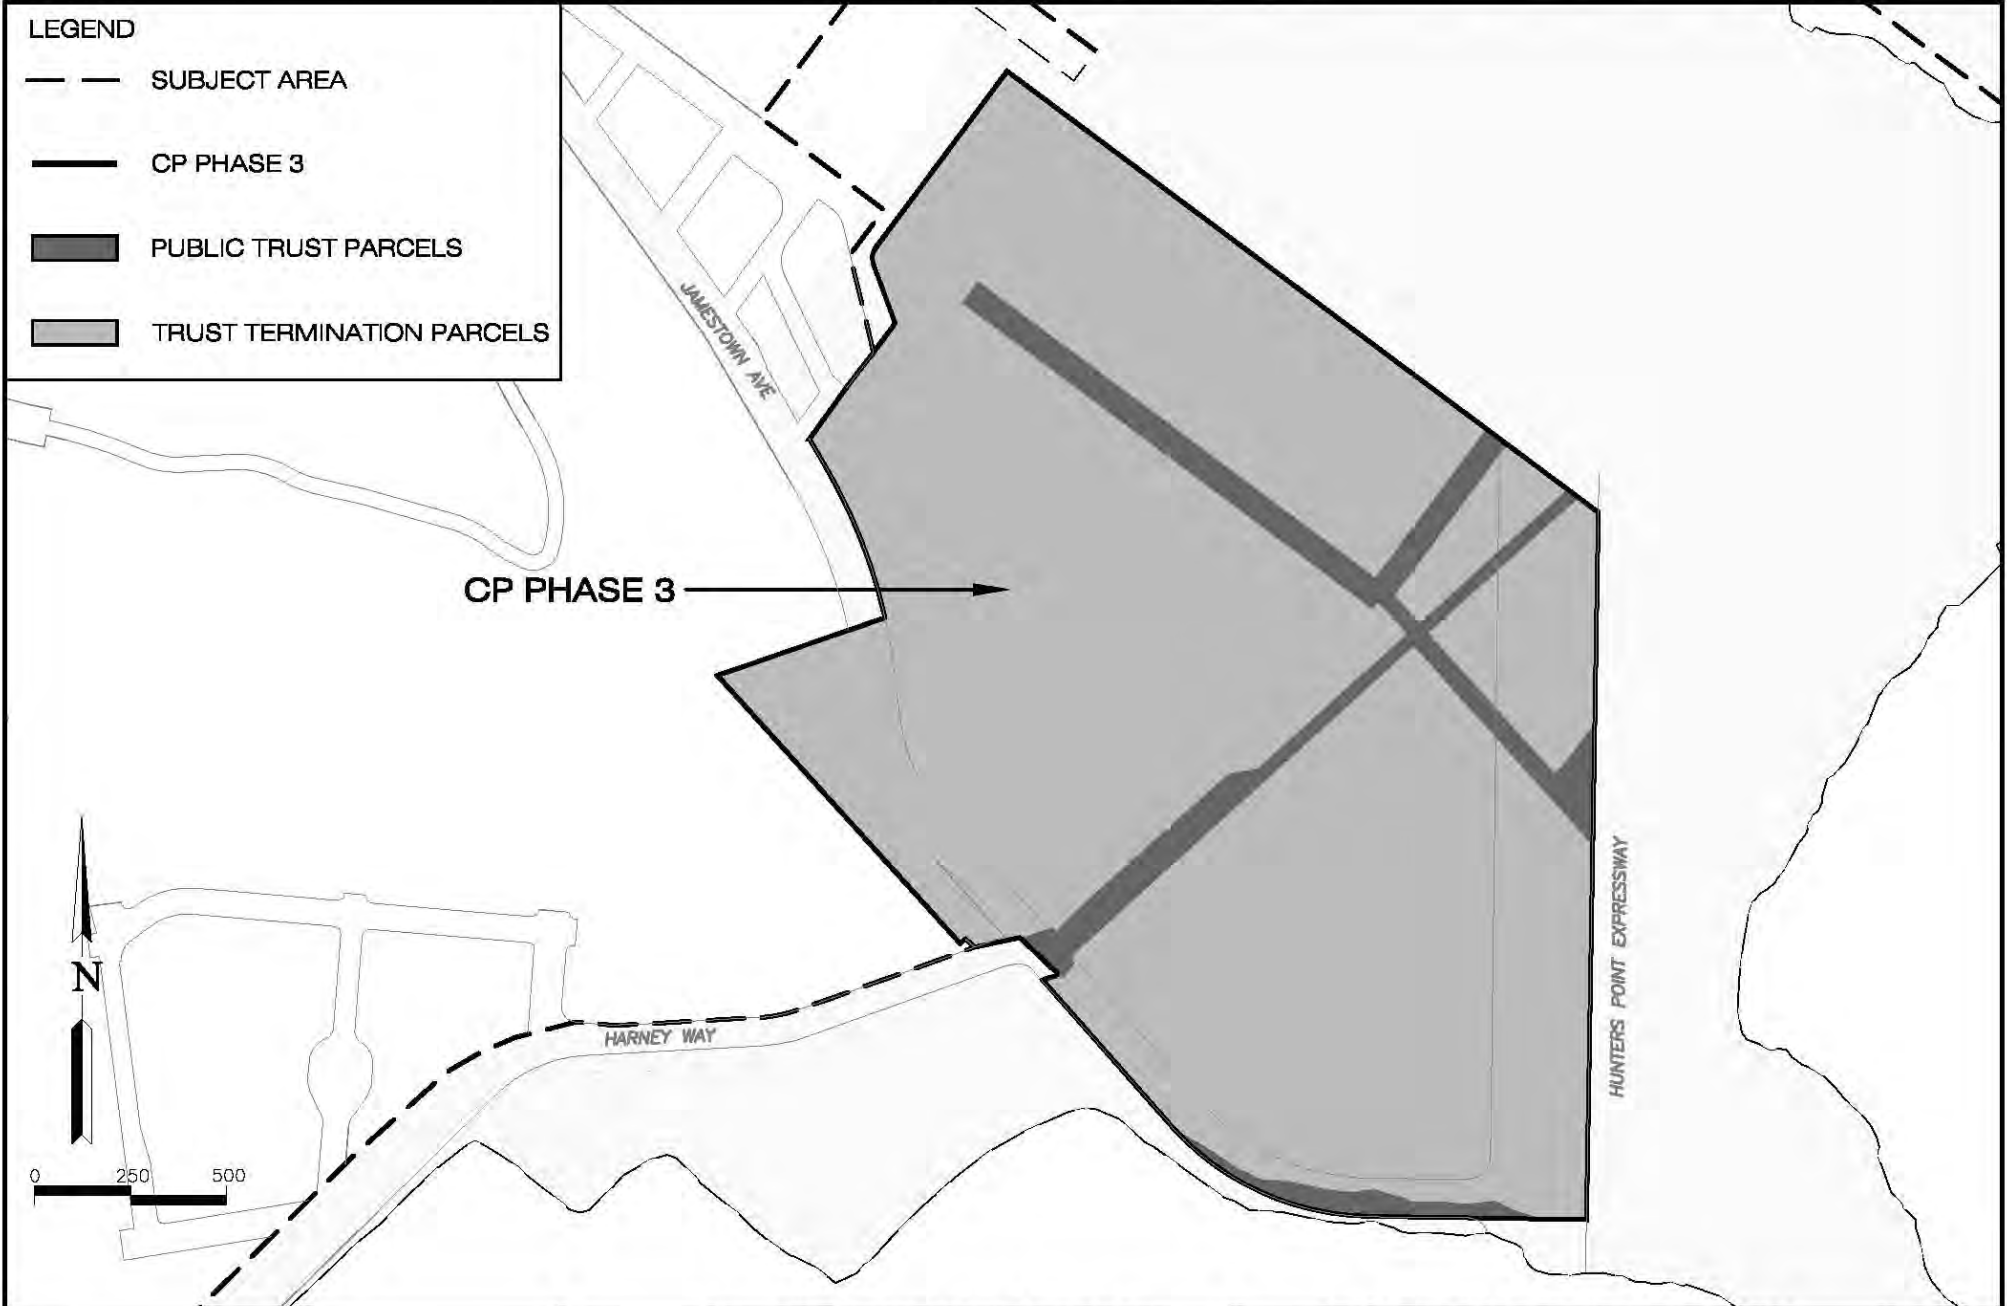 LEGEND
SUBJECT AREA
CP PHASE 3
PUBLIC TRUST PARCELS
TRUST TERMINATION PARCELS
JAMESTOWN AVE
CP PHASE 3
HUNTERS POINT EXPRESSWAY
N
HARNEY WAY
0 250 500